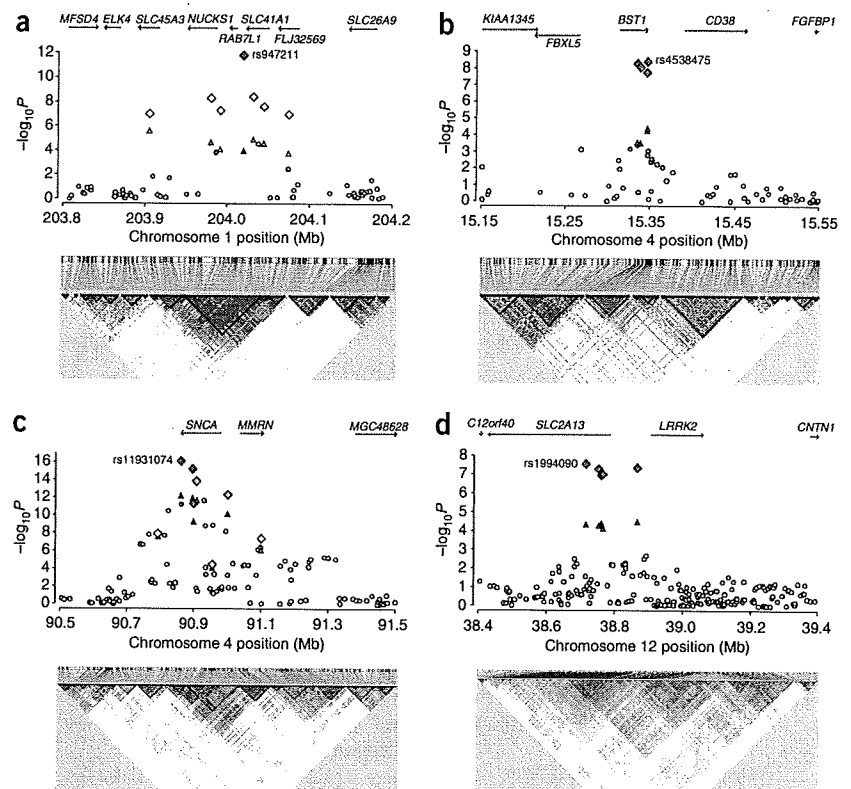 a
MFSD4 ELK4 SLC45A3 NUCKS1 SLC41A1 SLC26A9
RAB7L1 FLJ32569
rs947211
–log10P
12
10
8
6
4
2
0
203.8 203.9 204.0 204.1 204.2
Chromosome 1 position (Mb)
b
KIAA1345 BST1 CD38 FGFBP1
FBXL5
rs4538475
–log10P
9
8
7
6
5
4
3
2
1
0
15.15 15.27 15.35 15.46 15.55
Chromosome 4 position (Mb)
c
SNCA MMRN MGC48628
rs11931074
–log10P
16
14
12
10
8
6
4
2
0
90.5 90.7 90.9 91.1 91.3 91.5
Chromosome 4 position (Mb)
d
C12orf40 SLC2A13 LRRK2 CNTN1
rs1994090
–log10P
8
7
6
5
4
3
2
1
0
38.4 38.6 38.8 39.0 39.2 39.4
Chromosome 12 position (Mb)